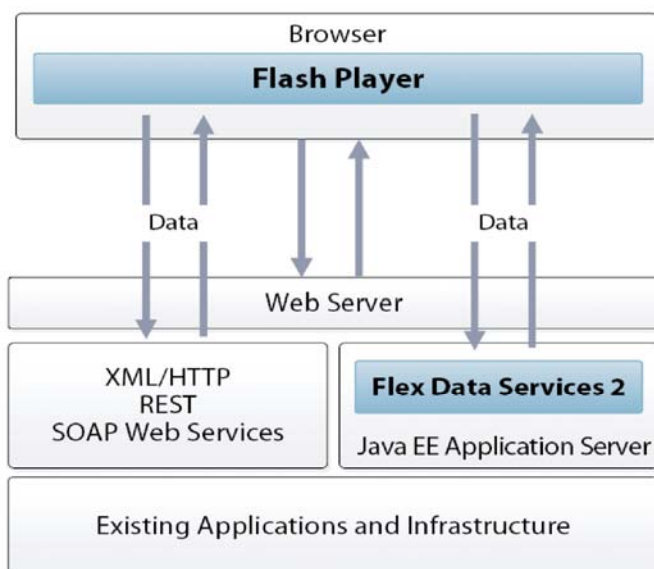 Browser
Flash Player
Data
Data
Web Server
XML/HTTP
REST
SOAP Web Services
Flex Data Services 2
Java EE Application Server
Existing Applications and Infrastructure